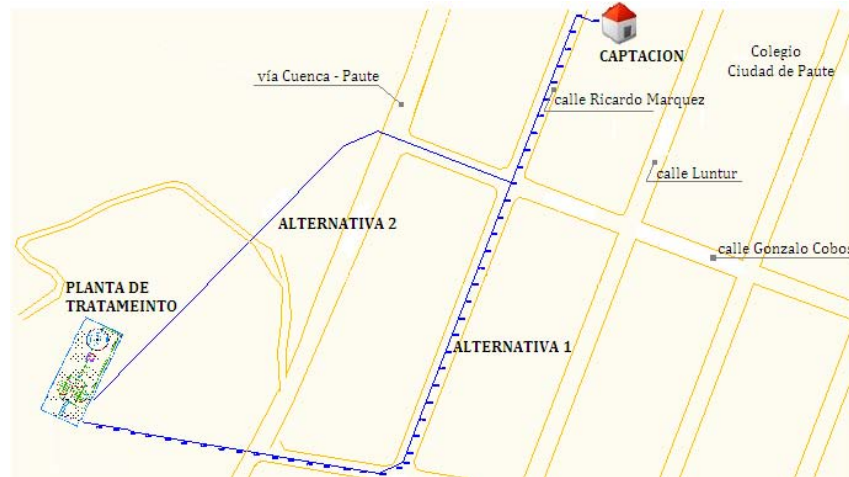 CAPTACION
Colegio
Ciudad de Paute
vía Cuenca - Paute
calle Ricardo Marquez
calle Luntur
ALTERNATIVA 2
calle Gonzalo Cobos
PLANTA DE
TRATAMEINTO
ALTERNATIVA 1